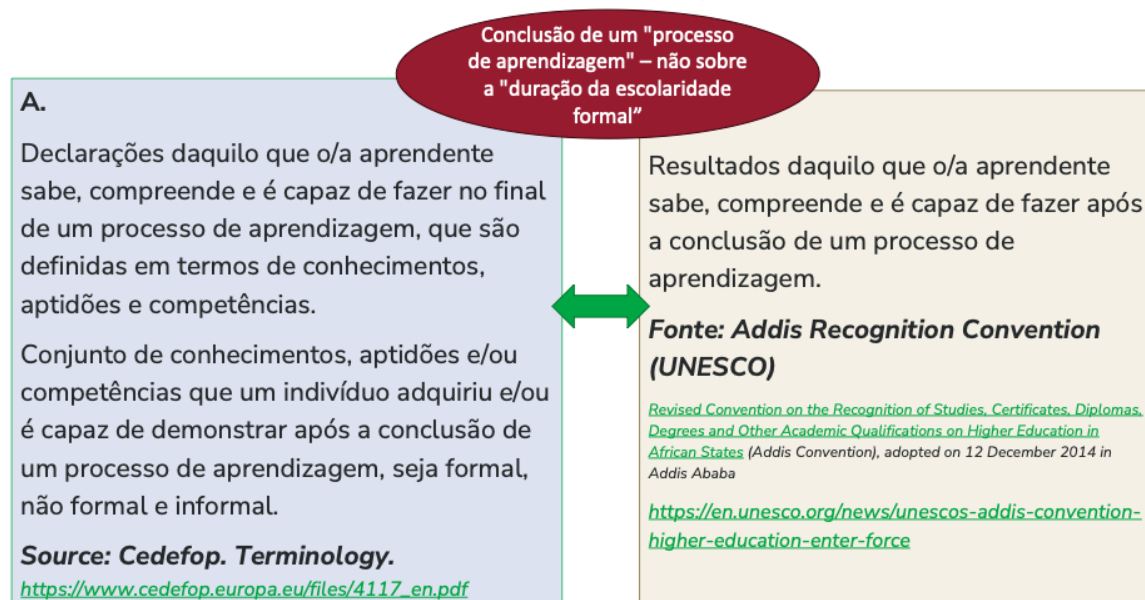 Conclusão de um "processo
de aprendizagem" – não sobre
a "duração da escolaridade
formal”
A.
Declarações daquilo que o/a aprendente
sabe, compreende e é capaz de fazer no final
de um processo de aprendizagem, que são
definidas em termos de conhecimentos,
aptidões e competências.
Conjunto de conhecimentos, aptidões e/ou
competências que um indivíduo adquiriu e/ou
é capaz de demonstrar após a conclusão de
um processo de aprendizagem, seja formal,
não formal e informal.
Source: Cedefop. Terminology.
https://www.cedefop.europa.eu/files/4117_en.pdf
Resultados daquilo que o/a aprendente
sabe, compreende e é capaz de fazer após
a conclusão de um processo de
aprendizagem.
Fonte: Addis Recognition Convention
(UNESCO)
Revised Convention on the Recognition of Studies, Certificates, Diplomas,
Degrees and Other Academic Qualifications on Higher Education in
African States (Addis Convention), adopted on 12 December 2014 in
Addis Ababa
https://en.unesco.org/news/unescos-addis-convention-
higher-education-enter-force